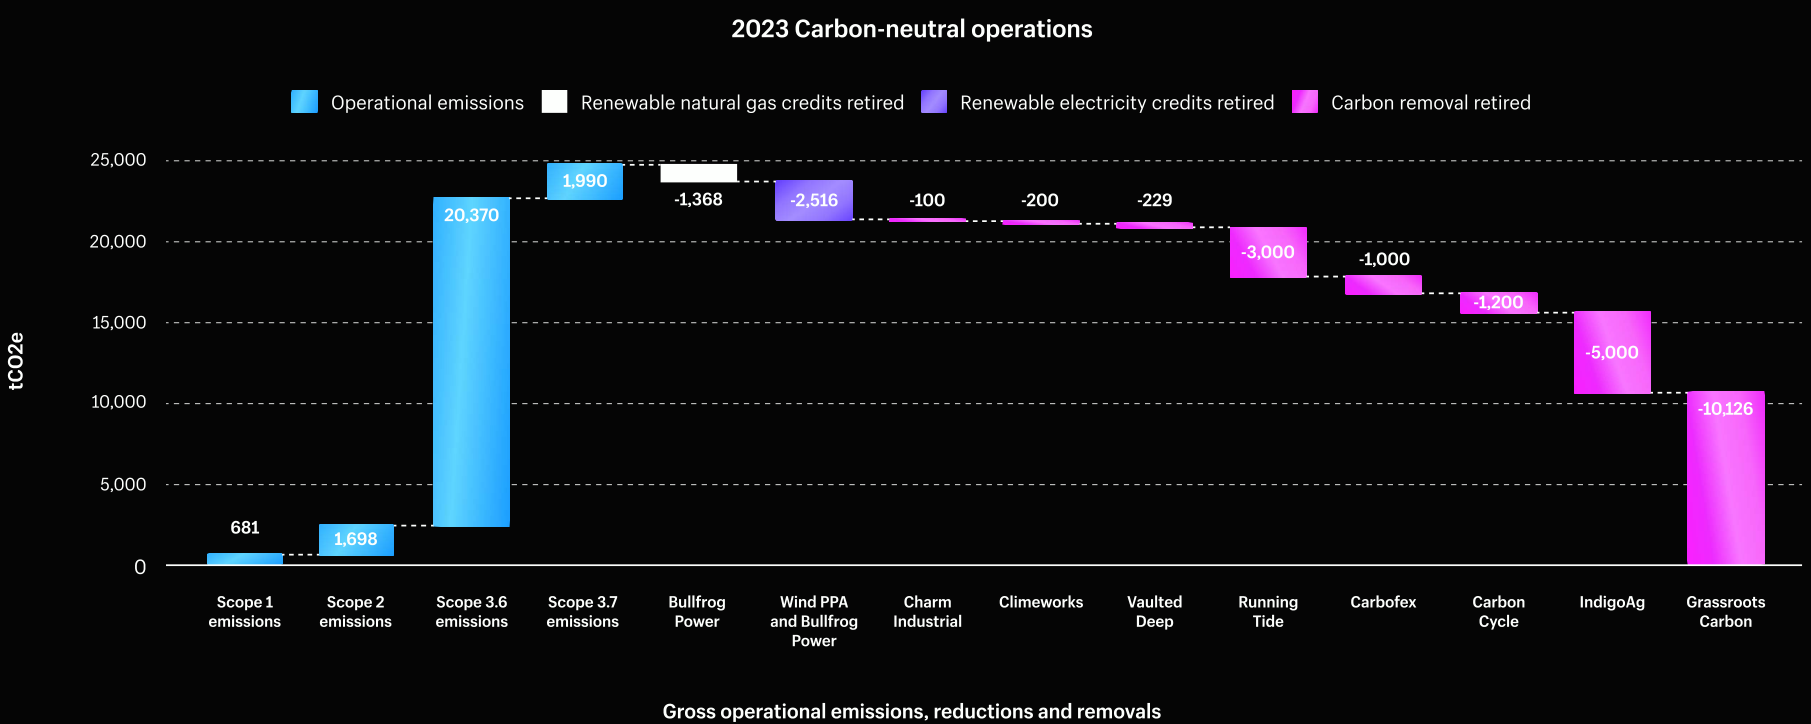 2023 Carbon-neutral operations
Operational emissions
Renewable natural gas credits retired
Renewable electricity credits retired
Carbon removal retired
tCO2e
25,000
20,000
15,000
10,000
5,000
0
681
1,698
20,370
1,990
-1,368
-2,516
-100
-200
-229
-3,000
-1,000
-1,200
-5,000
-10,126
Scope 1
emissions
Scope 2
emissions
Scope 3.6
emissions
Scope 3.7
emissions
Bullfrog
Power
Wind PPA
and Bullfrog
Power
Charm
Industrial
Climeworks
Vaulted
Deep
Running
Tide
Carbofex
Carbon
Cycle
IndigoAg
Grassroots
Carbon
Gross operational emissions, reductions and removals